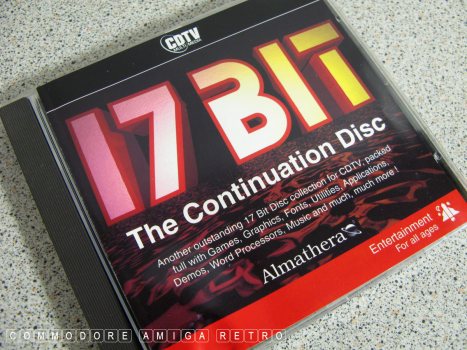 CDTV
MULTIMEDIA
17 BIT
The Continuation Disc
Another outstanding 17 Bit Disc collection for CDTV, packed
full with Games, Graphics, Fonts, Utilities, Applications,
Demos, Word Processors, Music and much, much more !
Almathera
Entertainment
For all ages
COMMODORE AMIGA RETRO